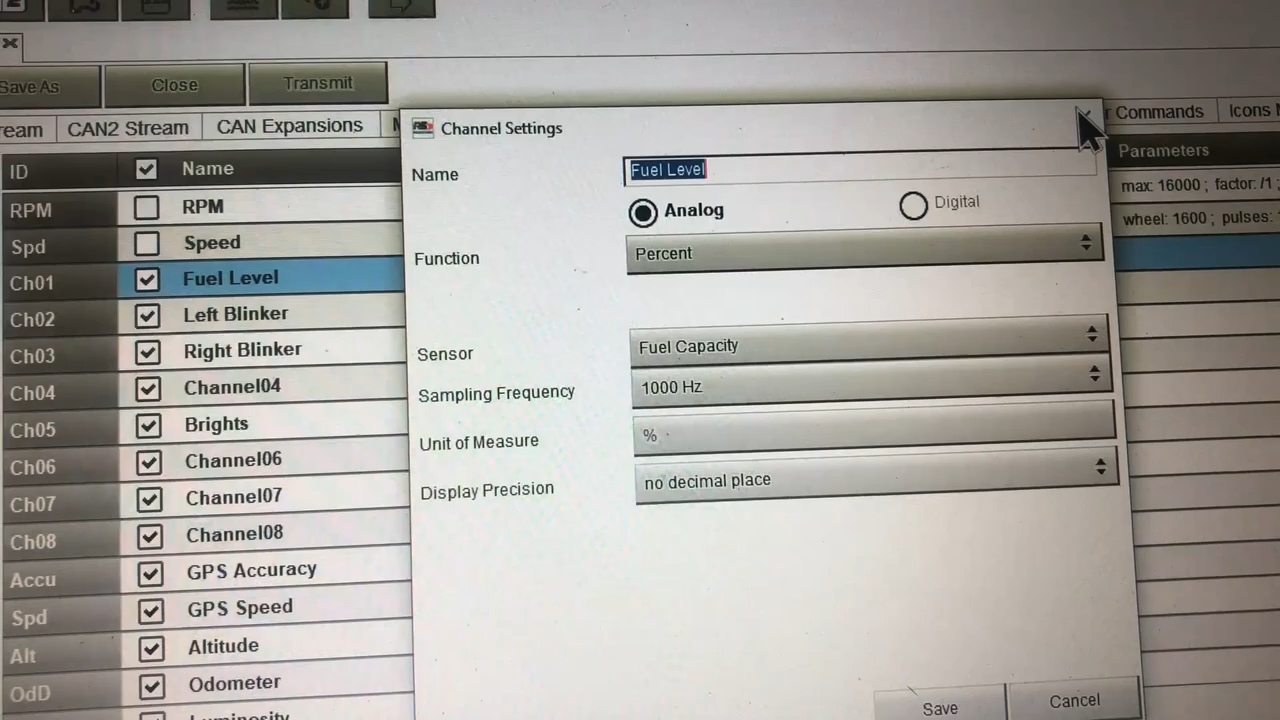 Save As
Close
Transmit
ream
CAN2 Stream
CAN Expansions
r Commands
Icons
ID
Name
Parameters
RPM
RPM
max: 16000 ; factor: /1 ;
Spd
Speed
wheel: 1600 ; pulses:
Ch01
Fuel Level
Ch02
Left Blinker
Ch03
Right Blinker
Ch04
Channel04
Ch05
Brights
Ch06
Channel06
Ch07
Channel07
Ch08
Channel08
Accu
GPS Accuracy
Spd
GPS Speed
Alt
Altitude
OdD
Odometer
Luminosity
Channel Settings
Name
Fuel Level
Analog
Digital
Function
Percent
Sensor
Fuel Capacity
Sampling Frequency
1000 Hz
Unit of Measure
%
Display Precision
no decimal place
Save
Cancel